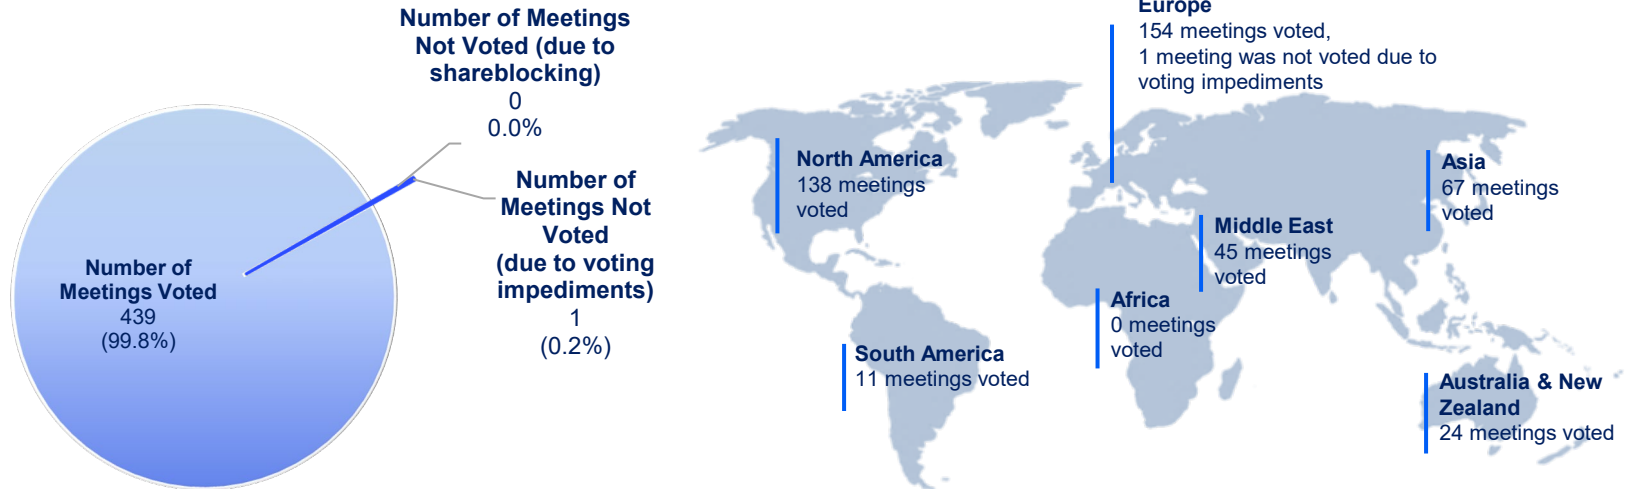 Number of Meetings
Not Voted (due to
shareblocking)
0
0.0%
Number of
Meetings Not
Voted
(due to voting
impediments)
1
(0.2%)
Number of
Meetings Voted
439
(99.8%)
Europe
154 meetings voted,
1 meeting was not voted due to
voting impediments
North America
138 meetings
voted
Asia
67 meetings
voted
Middle East
45 meetings
voted
Africa
0 meetings
voted
South America
11 meetings voted
Australia & New
Zealand
24 meetings voted